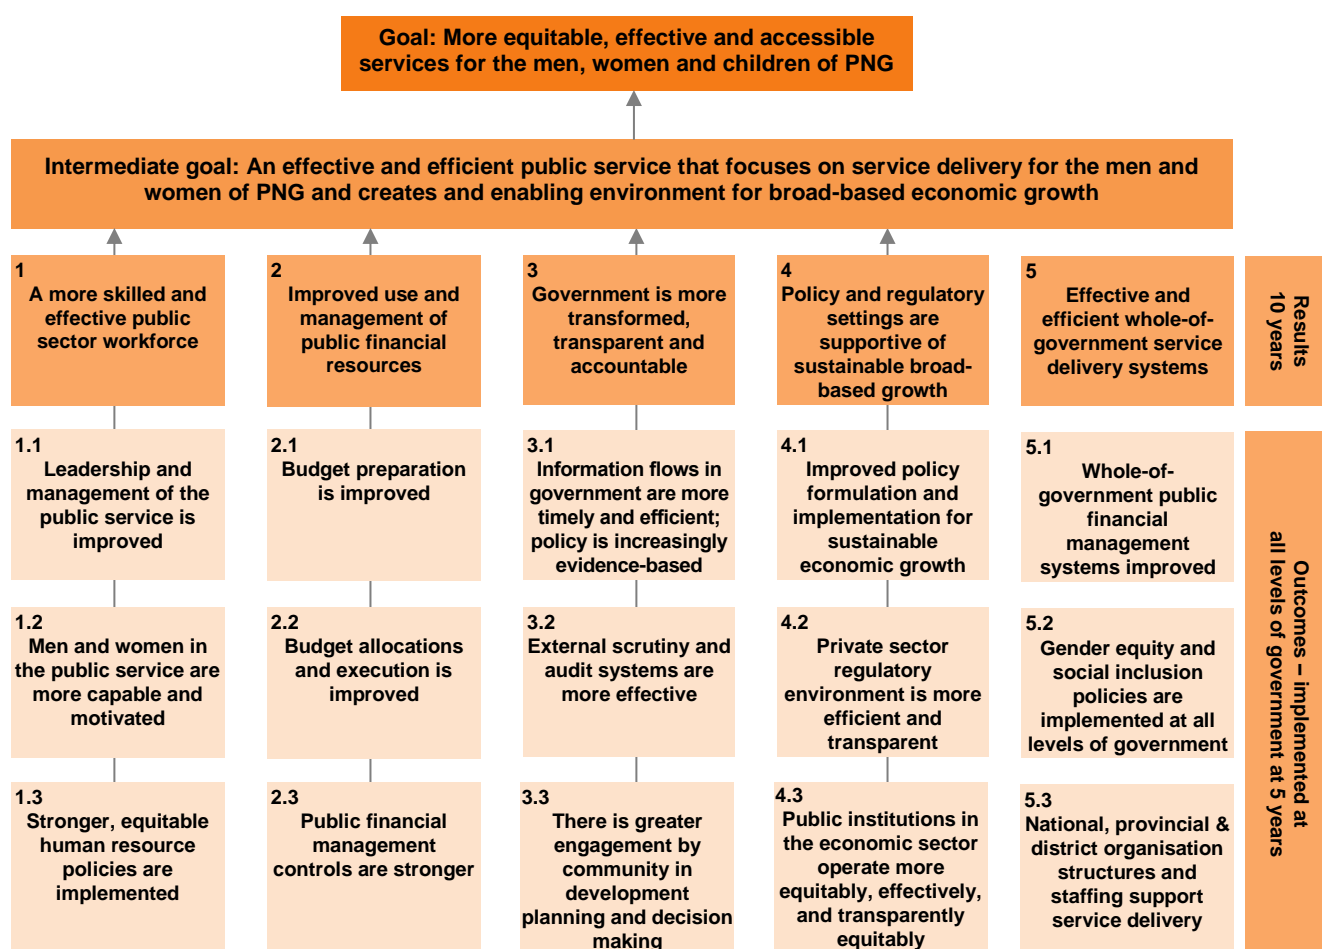 Goal: More equitable, effective and accessible
services for the men, women and children of PNG
Intermediate goal: An effective and efficient public service that focuses on service delivery for the men and
women of PNG and creates and enabling environment for broad-based economic growth
1
A more skilled and
effective public
sector workforce
2
Improved use and
management of
public financial
resources
3
Government is more
transformed,
transparent and
accountable
4
Policy and regulatory
settings are
supportive of
sustainable broad-
based growth
5
Effective and
efficient whole-of-
government service
delivery systems
Results
10 years
1.1
Leadership and
management of the
public service is
improved
2.1
Budget preparation
is improved
3.1
Information flows in
government are more
timely and efficient;
policy is increasingly
evidence-based
4.1
Improved policy
formulation and
implementation for
sustainable
economic growth
5.1
Whole-of-
government public
financial
management
systems improved
Outcomes – implemented at
all levels of government at 5 years
1.2
Men and women in
the public service are
more capable and
motivated
2.2
Budget allocations
and execution is
improved
3.2
External scrutiny and
audit systems are
more effective
4.2
Private sector
regulatory
environment is more
efficient and
transparent
5.2
Gender equity and
social inclusion
policies are
implemented at all
levels of government
1.3
Stronger, equitable
human resource
policies are
implemented
2.3
Public financial
management
controls are stronger
3.3
There is greater
engagement by
community in
development
planning and decision
making
4.3
Public institutions in
the economic sector
operate more
equitably, effectively,
and transparently
equitably
5.3
National, provincial &
district organisation
structures and
staffing support
service delivery